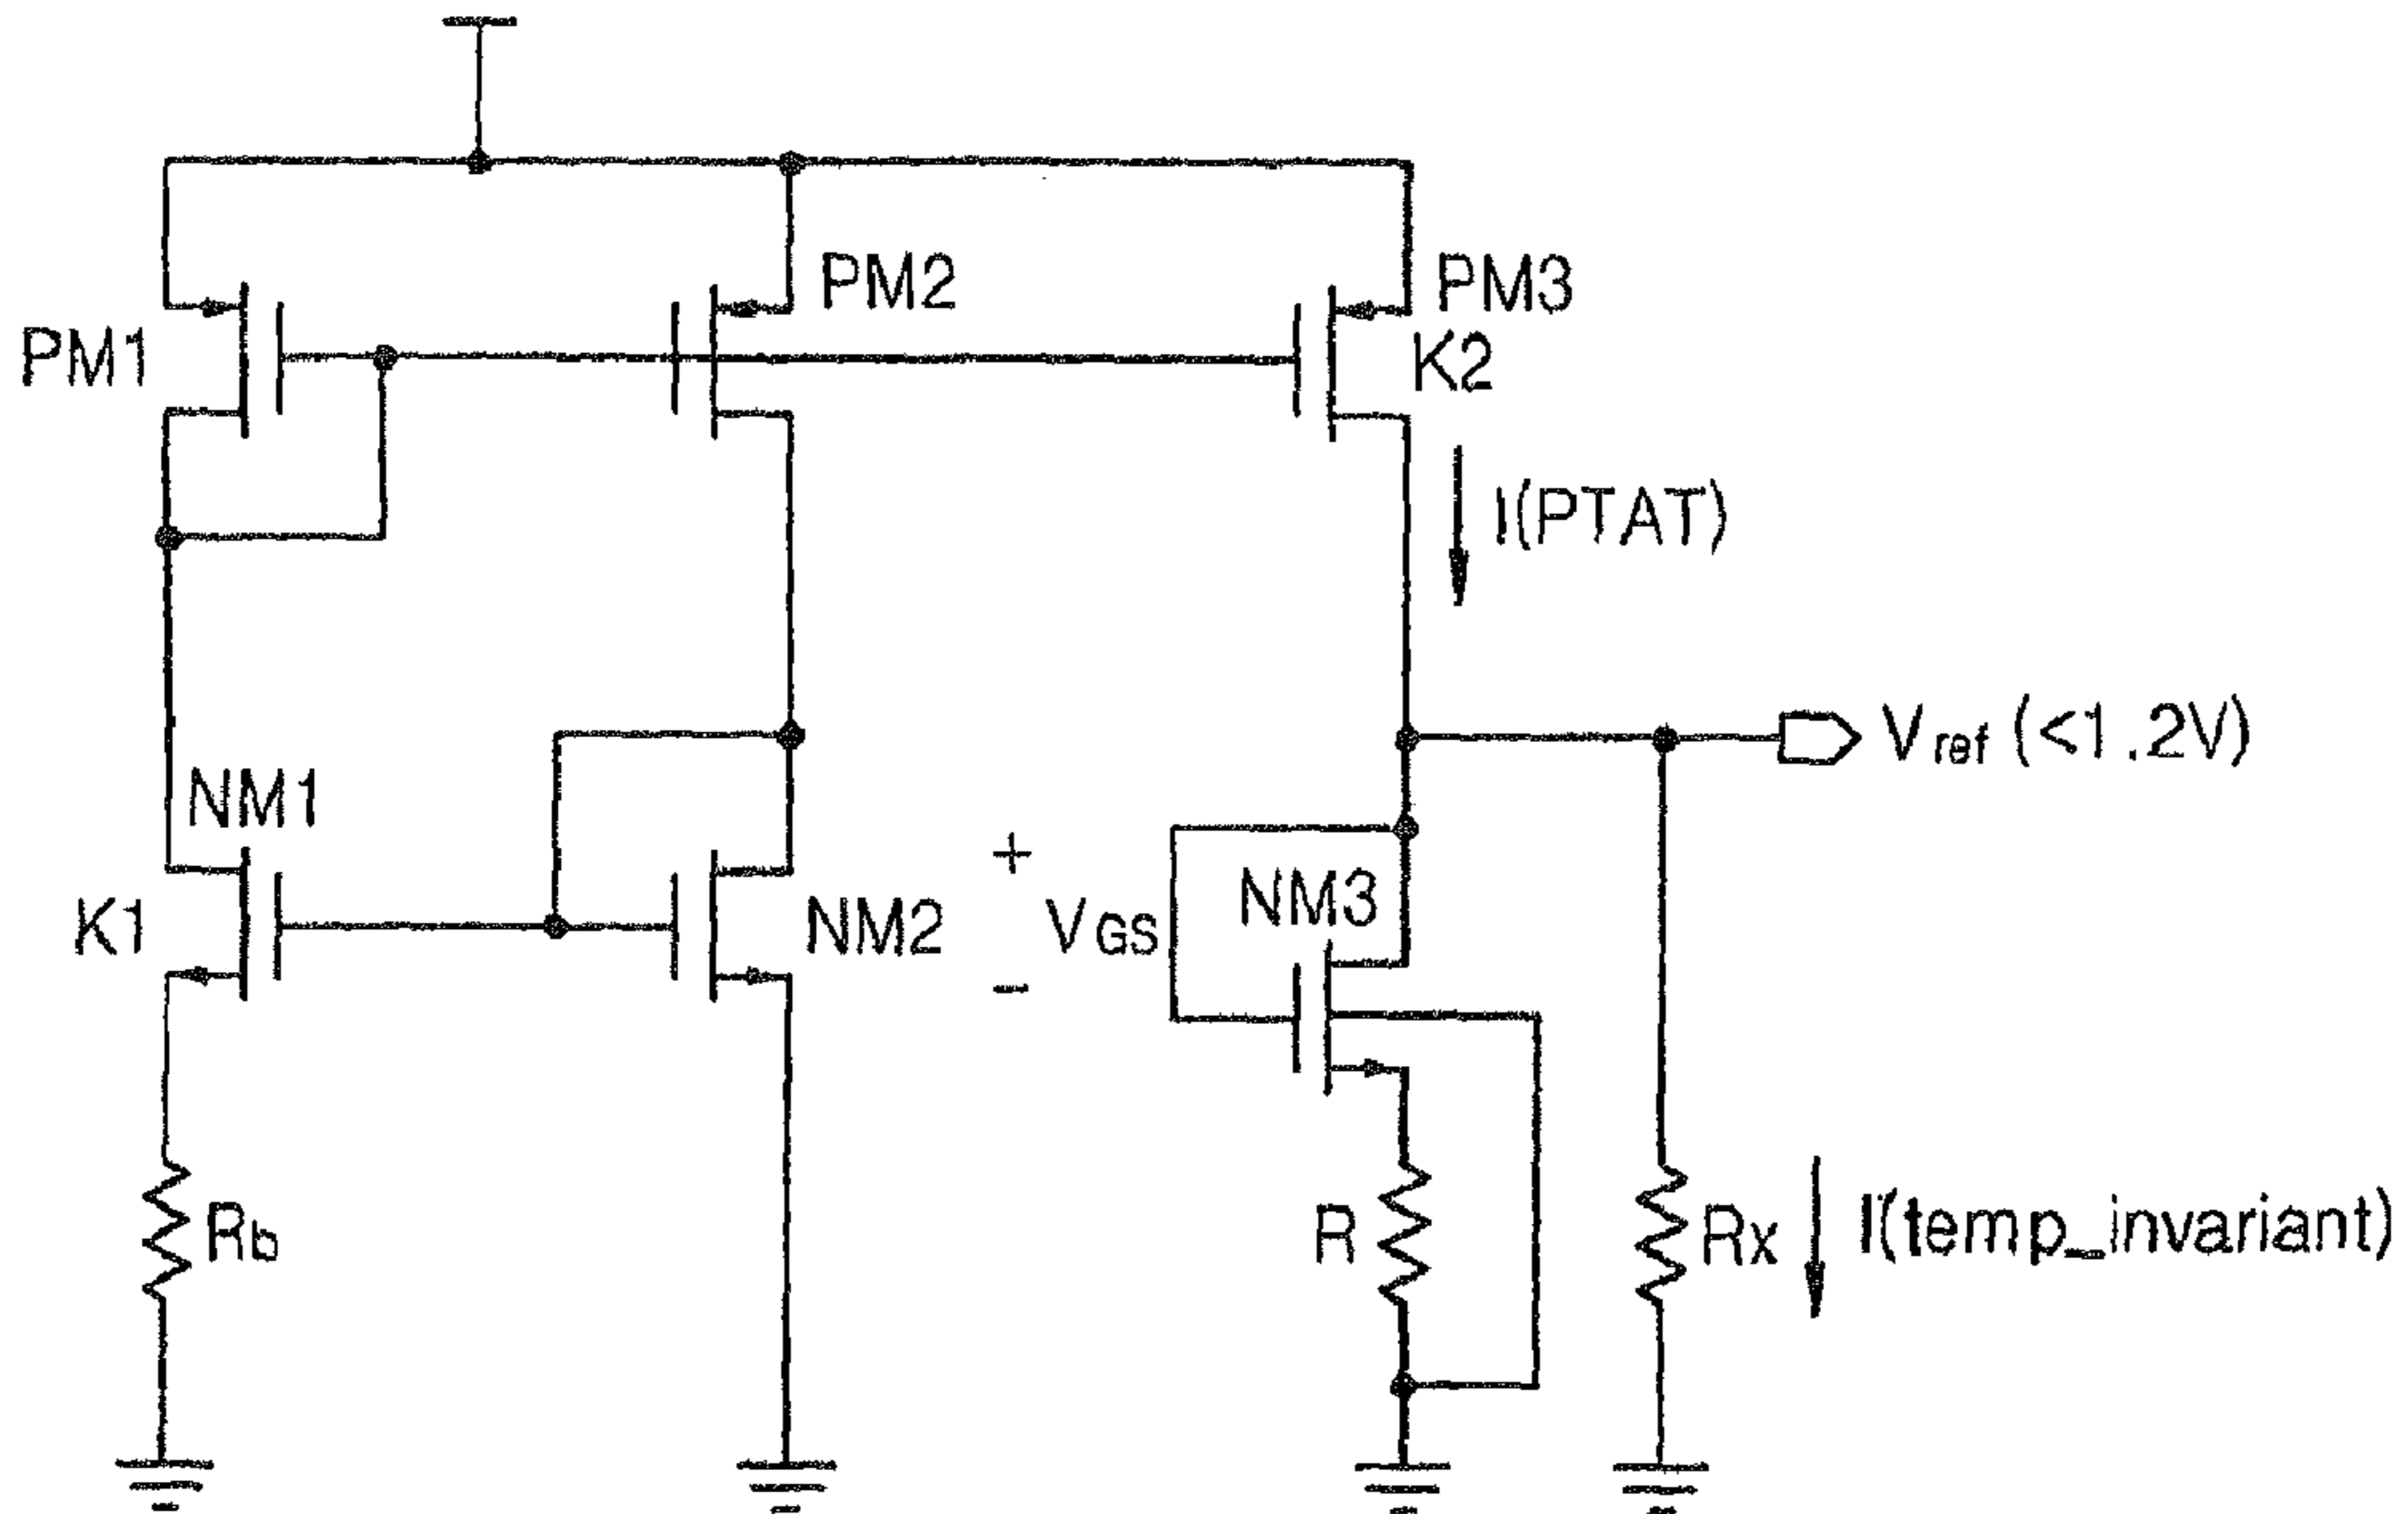 PM1
PM2
PM3
K2
I(PTAT)
Vref (<1.2V)
NM1
K1
NM2
+
VGS
-
NM3
Rb
R
Rx
I(temp_invariant)